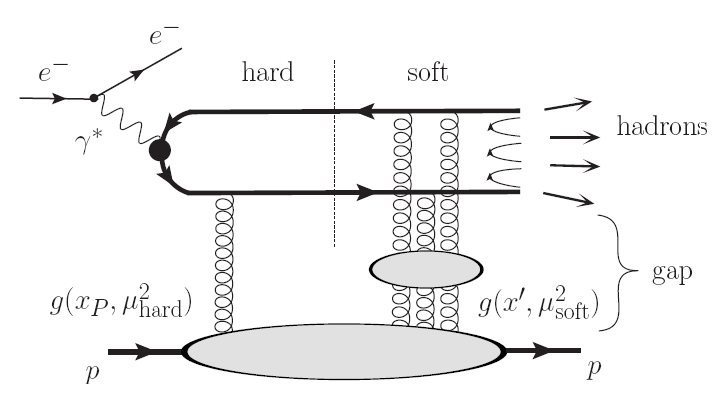 e⁻
e⁻
hard
soft
γ*
hadrons
gap
g(x_P, μ²_hard)
g(x′, μ²_soft)
p
p